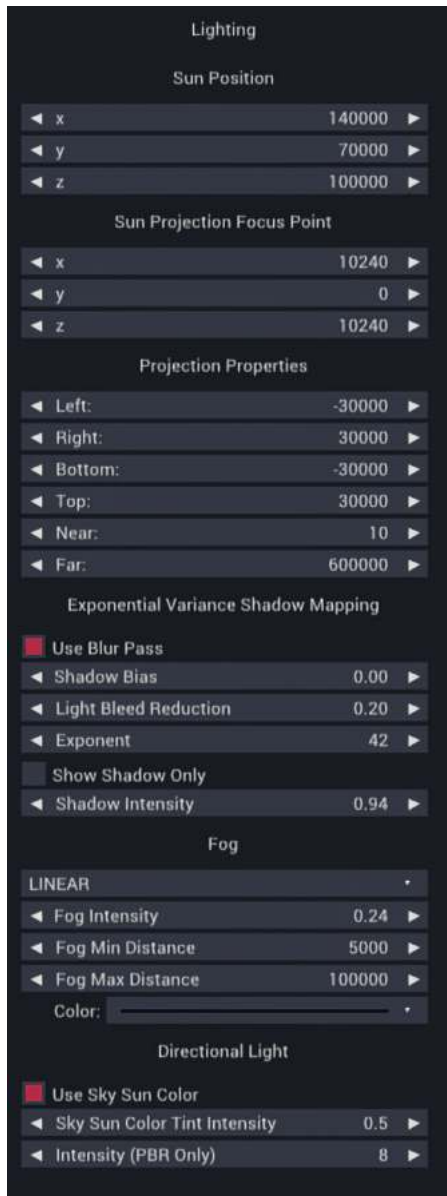 Lighting
Sun Position
x 140000
y 70000
z 100000
Sun Projection Focus Point
x 10240
y 0
z 10240
Projection Properties
Left: -30000
Right: 30000
Bottom: -30000
Top: 30000
Near: 10
Far: 600000
Exponential Variance Shadow Mapping
Use Blur Pass
Shadow Bias 0.00
Light Bleed Reduction 0.20
Exponent 42
Show Shadow Only
Shadow Intensity 0.94
Fog
LINEAR
Fog Intensity 0.24
Fog Min Distance 5000
Fog Max Distance 100000
Color:
Directional Light
Use Sky Sun Color
Sky Sun Color Tint Intensity 0.5
Intensity (PBR Only) 8